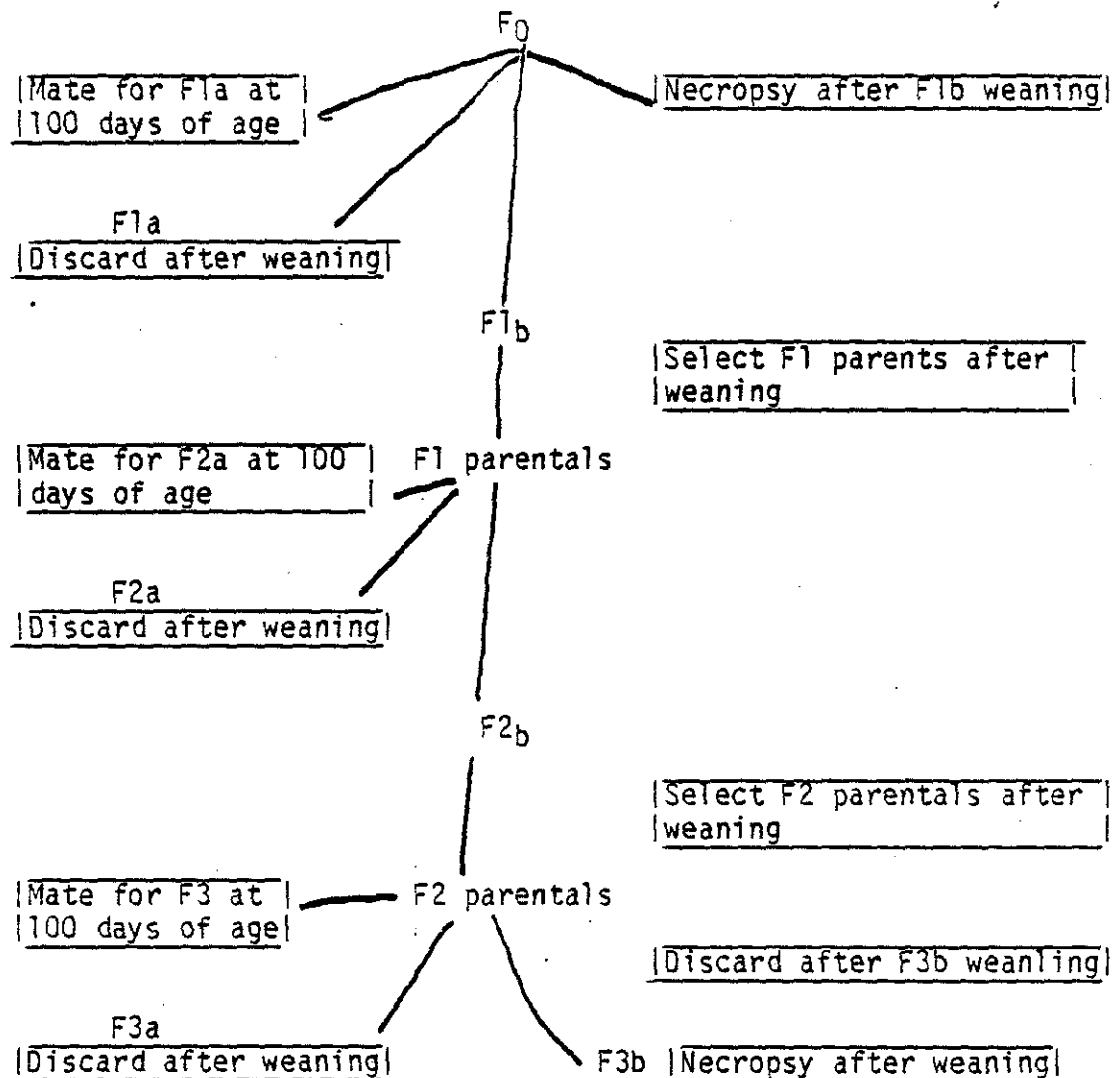 F0
Mate for F1a at
100 days of age
Necropsy after F1b weaning
F1a
Discard after weaning
F1b
Select F1 parents after
weaning
Mate for F2a at 100
days of age
F1 parentals
F2a
Discard after weaning
F2b
Select F2 parentals after
weaning
Mate for F3 at
100 days of age
F2 parentals
Discard after F3b weanling
F3a
Discard after weaning
F3b
Necropsy after weaning